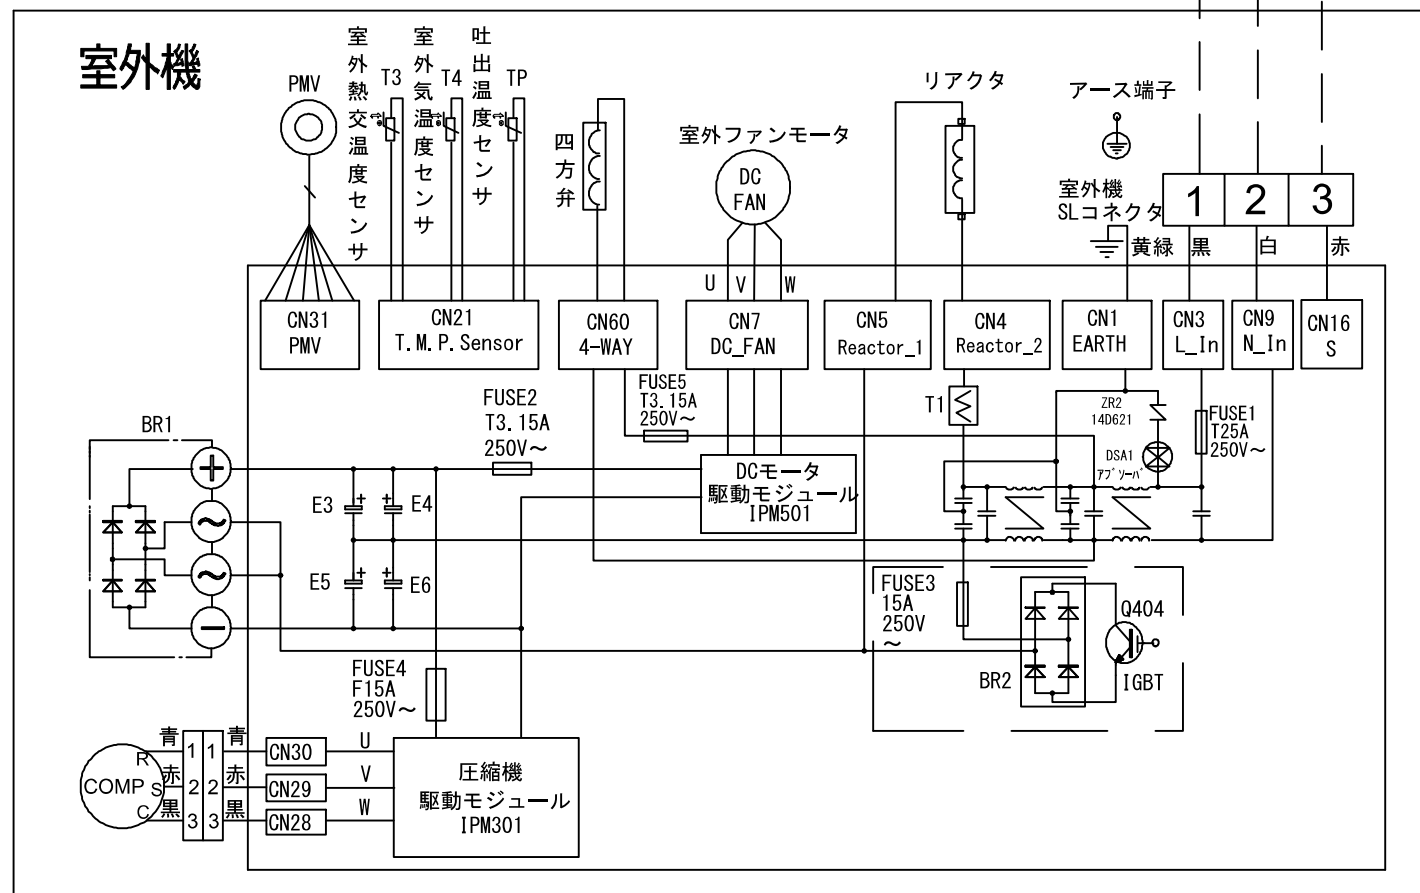 室外機
PMV
室外熱交温度センサ
T3
室外気温度センサ
T4
吐出温度センサ
TP
四方弁
室外ファンモータ
DC
FAN
リアクタ
アース端子
室外機
SLコネクタ
1 2 3
黄緑 黒 白 赤
U V W
CN31
PMV
CN21
T.M.P.Sensor
CN60
4-WAY
CN7
DC_FAN
CN5
Reactor_1
CN4
Reactor_2
CN1
EARTH
CN3
L_In
CN9
N_In
CN16
S
BR1
FUSE2
T3.15A
250V～
FUSE5
T3.15A
250V～
T1
ZR2
14D621
DSA1
アブソーバ
FUSE1
T25A
250V～
DCモータ
駆動モジュール
IPM501
E3 E4
E5 E6
FUSE3
15A
250V
～
Q404
BR2
IGBT
FUSE4
F15A
250V～
COMP
R
S
C
青 1 1 青 CN30 U
赤 2 2 赤 CN29 V
黒 3 3 黒 CN28 W
圧縮機
駆動モジュール
IPM301